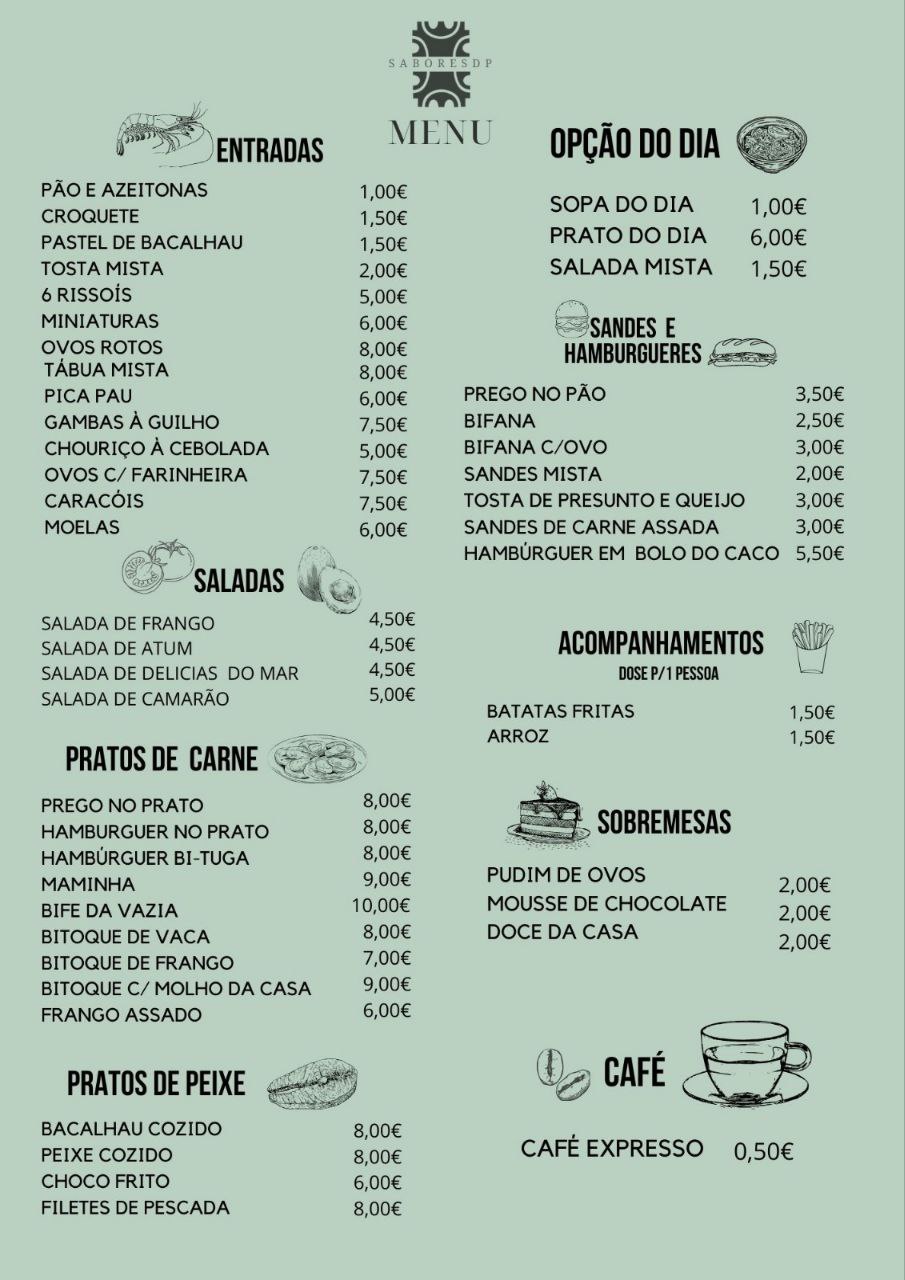 SABORESDP
MENU
ENTRADAS
PÃO E AZEITONAS 1,00€
CROQUETE 1,50€
PASTEL DE BACALHAU 1,50€
TOSTA MISTA 2,00€
6 RISSOÍS 5,00€
MINIATURAS 6,00€
OVOS ROTOS 8,00€
TÁBUA MISTA 8,00€
PICA PAU 6,00€
GAMBAS À GUILHO 7,50€
CHOURIÇO À CEBOLADA 5,00€
OVOS C/ FARINHEIRA 7,50€
CARACÓIS 7,50€
MOELAS 6,00€
SALADAS
SALADA DE FRANGO 4,50€
SALADA DE ATUM 4,50€
SALADA DE DELICIAS DO MAR 4,50€
SALADA DE CAMARÃO 5,00€
PRATOS DE CARNE
PREGO NO PRATO 8,00€
HAMBURGUER NO PRATO 8,00€
HAMBÚRGUER BI-TUGA 8,00€
MAMINHA 9,00€
BIFE DA VAZIA 10,00€
BITOQUE DE VACA 8,00€
BITOQUE DE FRANGO 7,00€
BITOQUE C/ MOLHO DA CASA 9,00€
FRANGO ASSADO 6,00€
PRATOS DE PEIXE
BACALHAU COZIDO 8,00€
PEIXE COZIDO 8,00€
CHOCO FRITO 6,00€
FILETES DE PESCADA 8,00€
OPÇÃO DO DIA
SOPA DO DIA 1,00€
PRATO DO DIA 6,00€
SALADA MISTA 1,50€
SANDES E
HAMBURGUERES
PREGO NO PÃO 3,50€
BIFANA 2,50€
BIFANA C/OVO 3,00€
SANDES MISTA 2,00€
TOSTA DE PRESUNTO E QUEIJO 3,00€
SANDES DE CARNE ASSADA 3,00€
HAMBÚRGUER EM BOLO DO CACO 5,50€
ACOMPANHAMENTOS
DOSE P/1 PESSOA
BATATAS FRITAS 1,50€
ARROZ 1,50€
SOBREMESAS
PUDIM DE OVOS 2,00€
MOUSSE DE CHOCOLATE 2,00€
DOCE DA CASA 2,00€
CAFÉ
CAFÉ EXPRESSO 0,50€